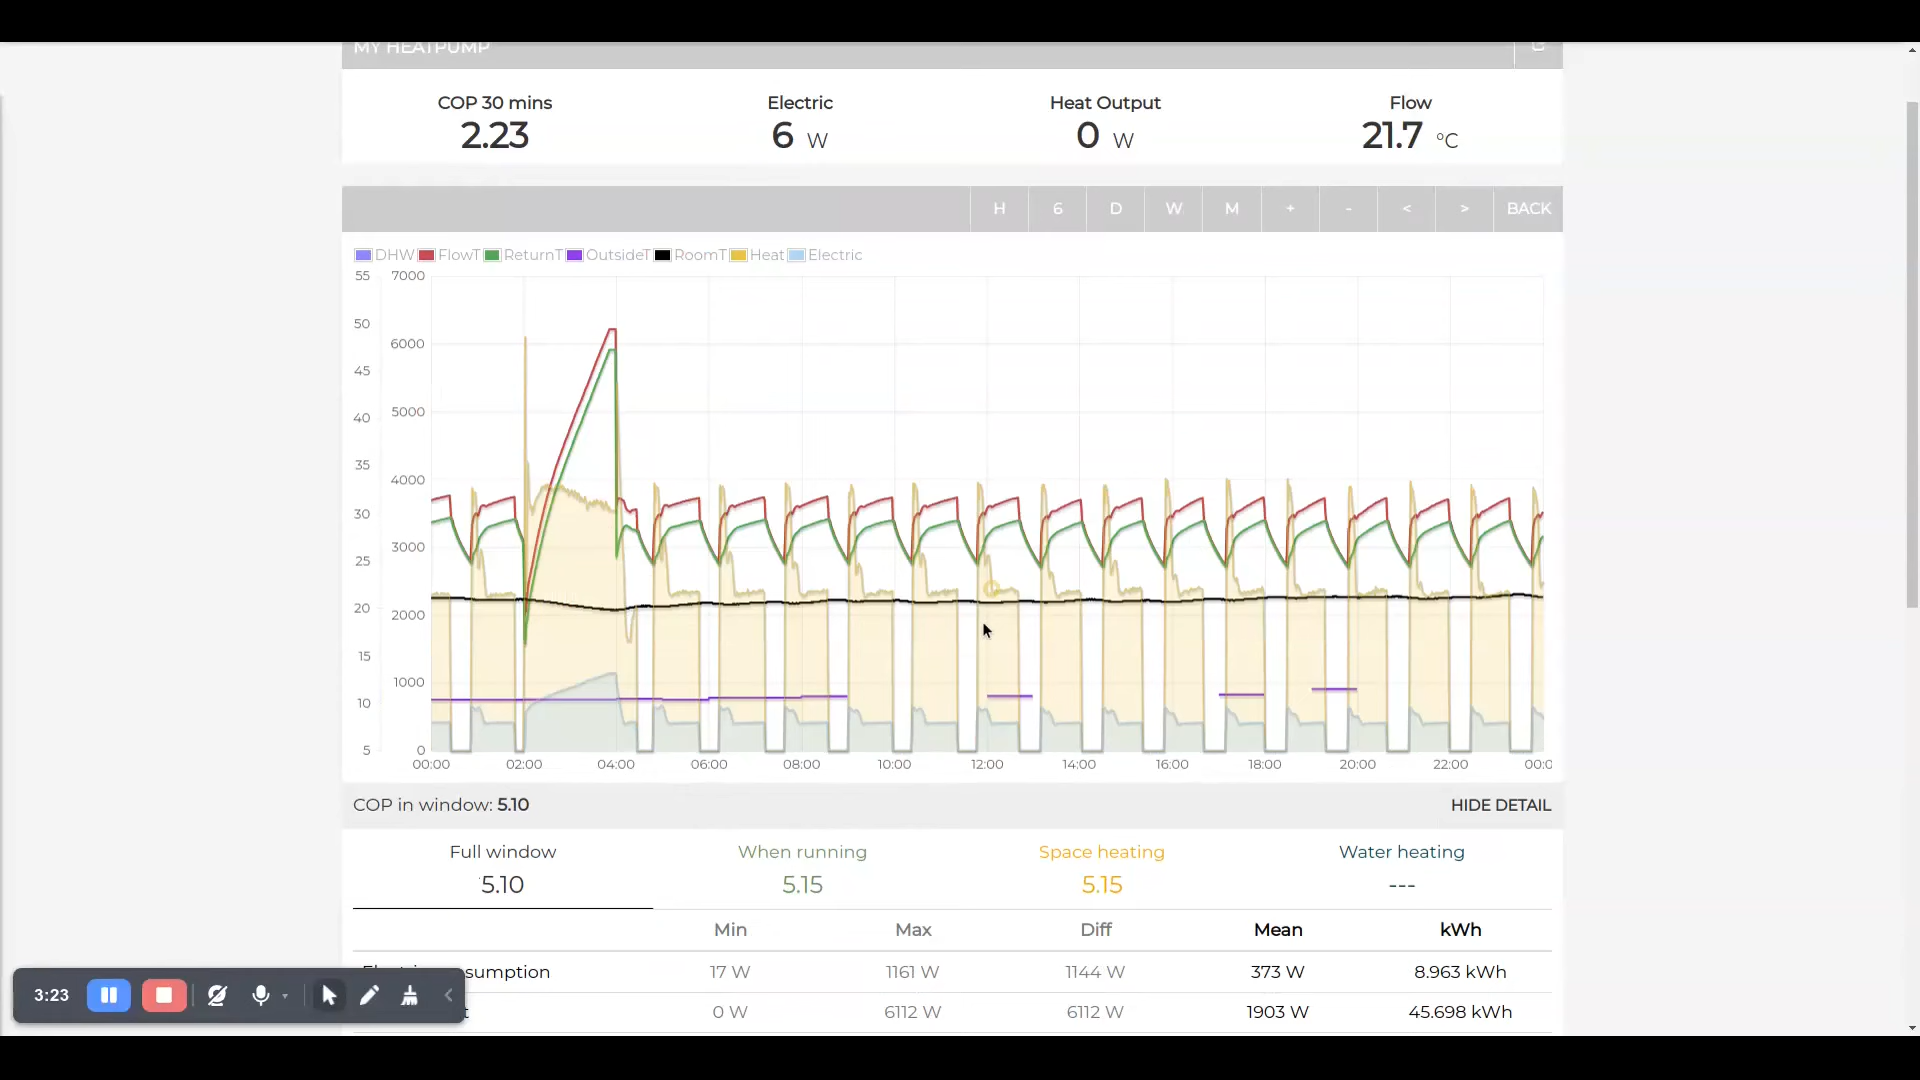 MY HEATPUMP
COP 30 mins Electric Heat Output Flow
2.23 6 W 0 W 21.7 °C
H 6 D W M + - < > BACK
DHW FlowT ReturnT OutsideT RoomT Heat Electric
55 7000
50
6000
45
40 5000
35
4000
30
3000
25
20
2000
15
1000
10
5 0
00:00 02:00 04:00 06:00 08:00 10:00 12:00 14:00 16:00 18:00 20:00 22:00 00:0
COP in window: 5.10 HIDE DETAIL
Full window When running Space heating Water heating
5.10 5.15 5.15 ---
Min Max Diff Mean kWh
sumption 17 W 1161 W 1144 W 373 W 8.963 kWh
3:23
t 0 W 6112 W 6112 W 1903 W 45.698 kWh